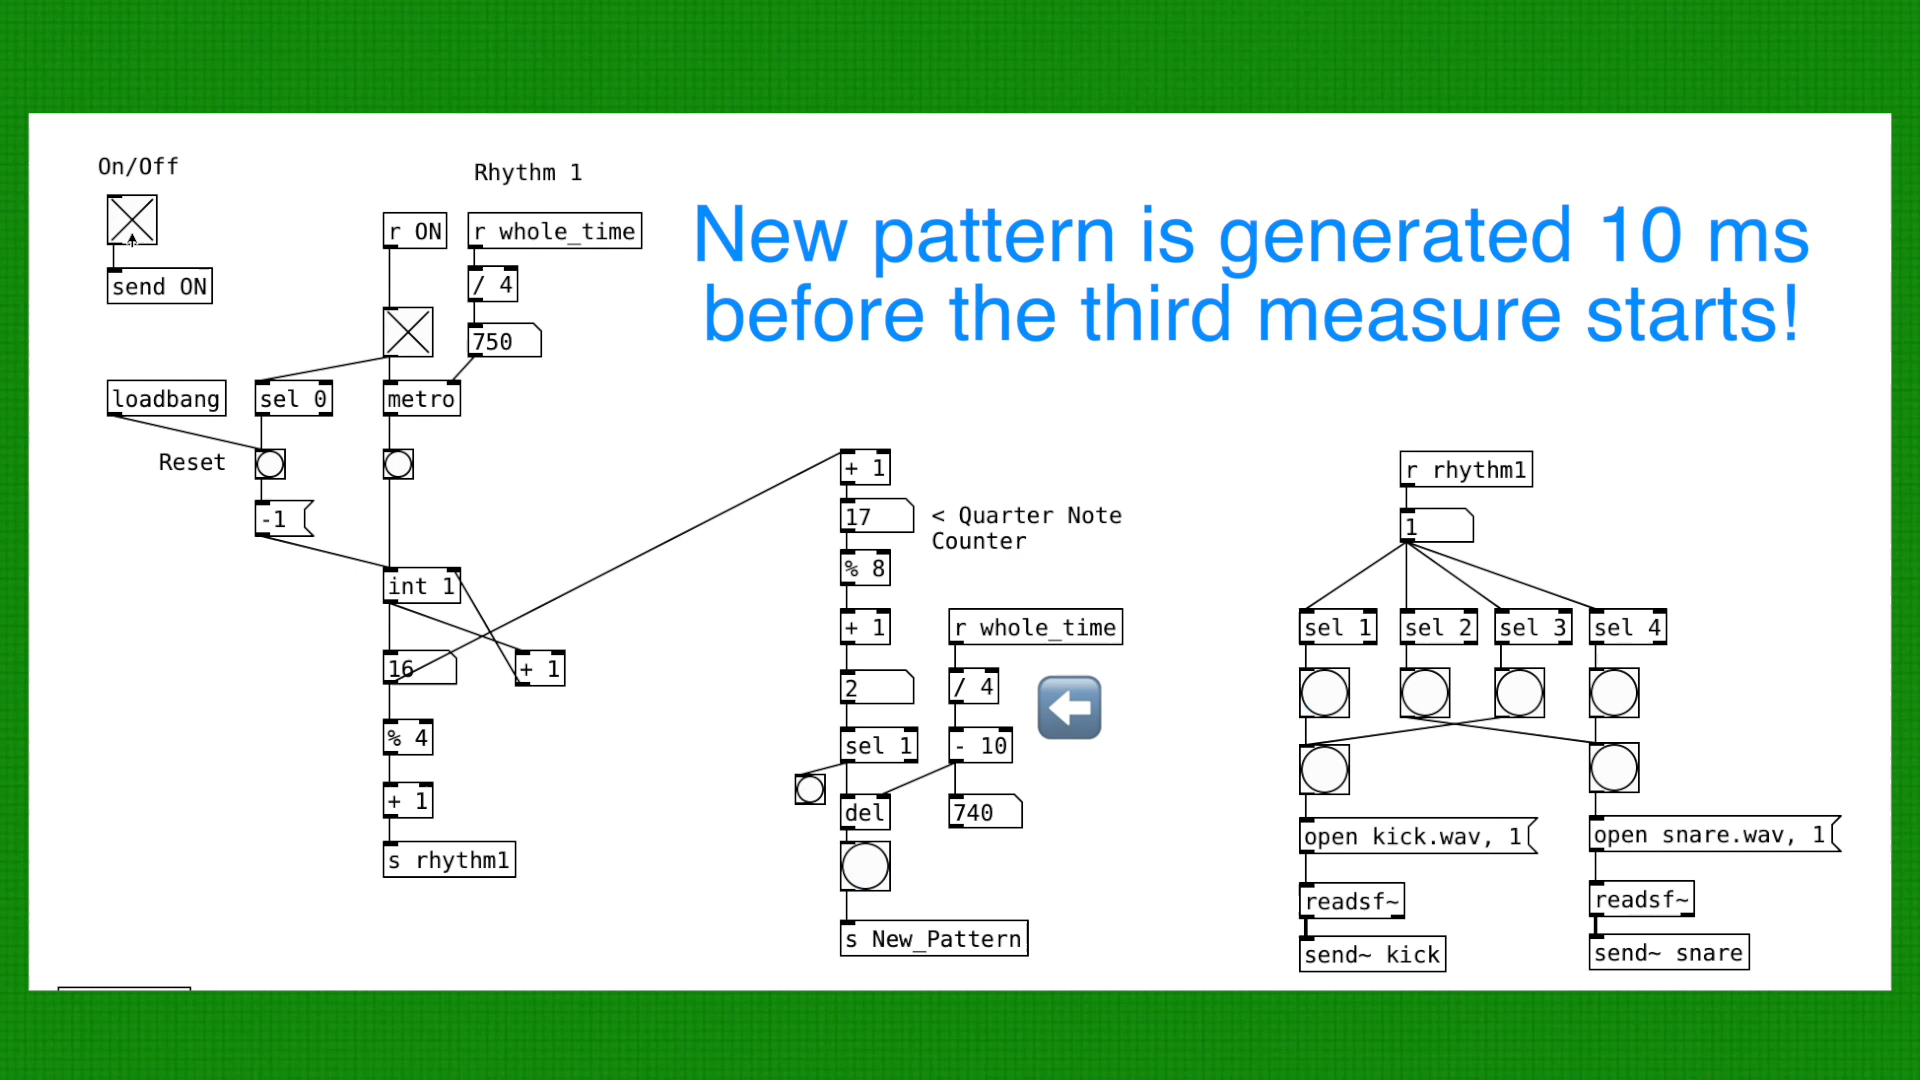 On/Off
Rhythm 1
New pattern is generated 10 ms
before the third measure starts!
r ON
r whole_time
send ON
/ 4
750
loadbang
sel 0
metro
Reset
-1
int 1
16
+ 1
% 4
+ 1
s rhythm1
+ 1
17
< Quarter Note
Counter
% 8
+ 1
r whole_time
2
/ 4
sel 1
- 10
del
740
s New_Pattern
r rhythm1
1
sel 1
sel 2
sel 3
sel 4
open kick.wav, 1
open snare.wav, 1
readsf~
readsf~
send~ kick
send~ snare